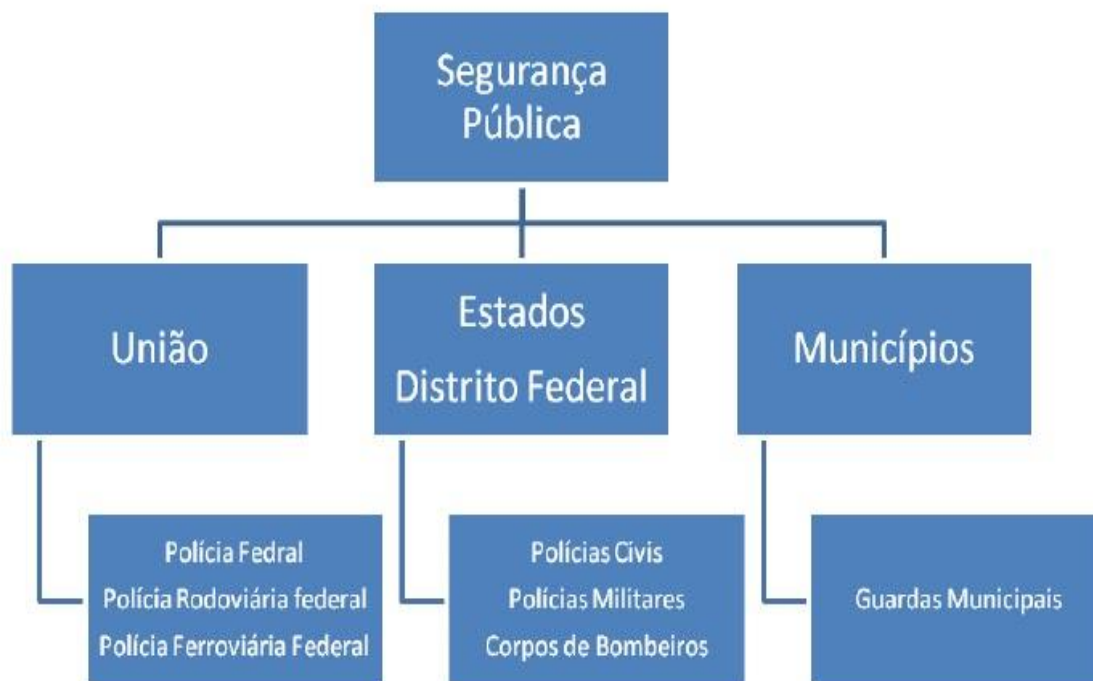 Segurança
Pública
União
Estados
Distrito Federal
Municípios
Polícia Fedral
Polícia Rodoviária federal
Polícia Ferroviária Federal
Polícias Civis
Polícias Militares
Corpos de Bombeiros
Guardas Municipais